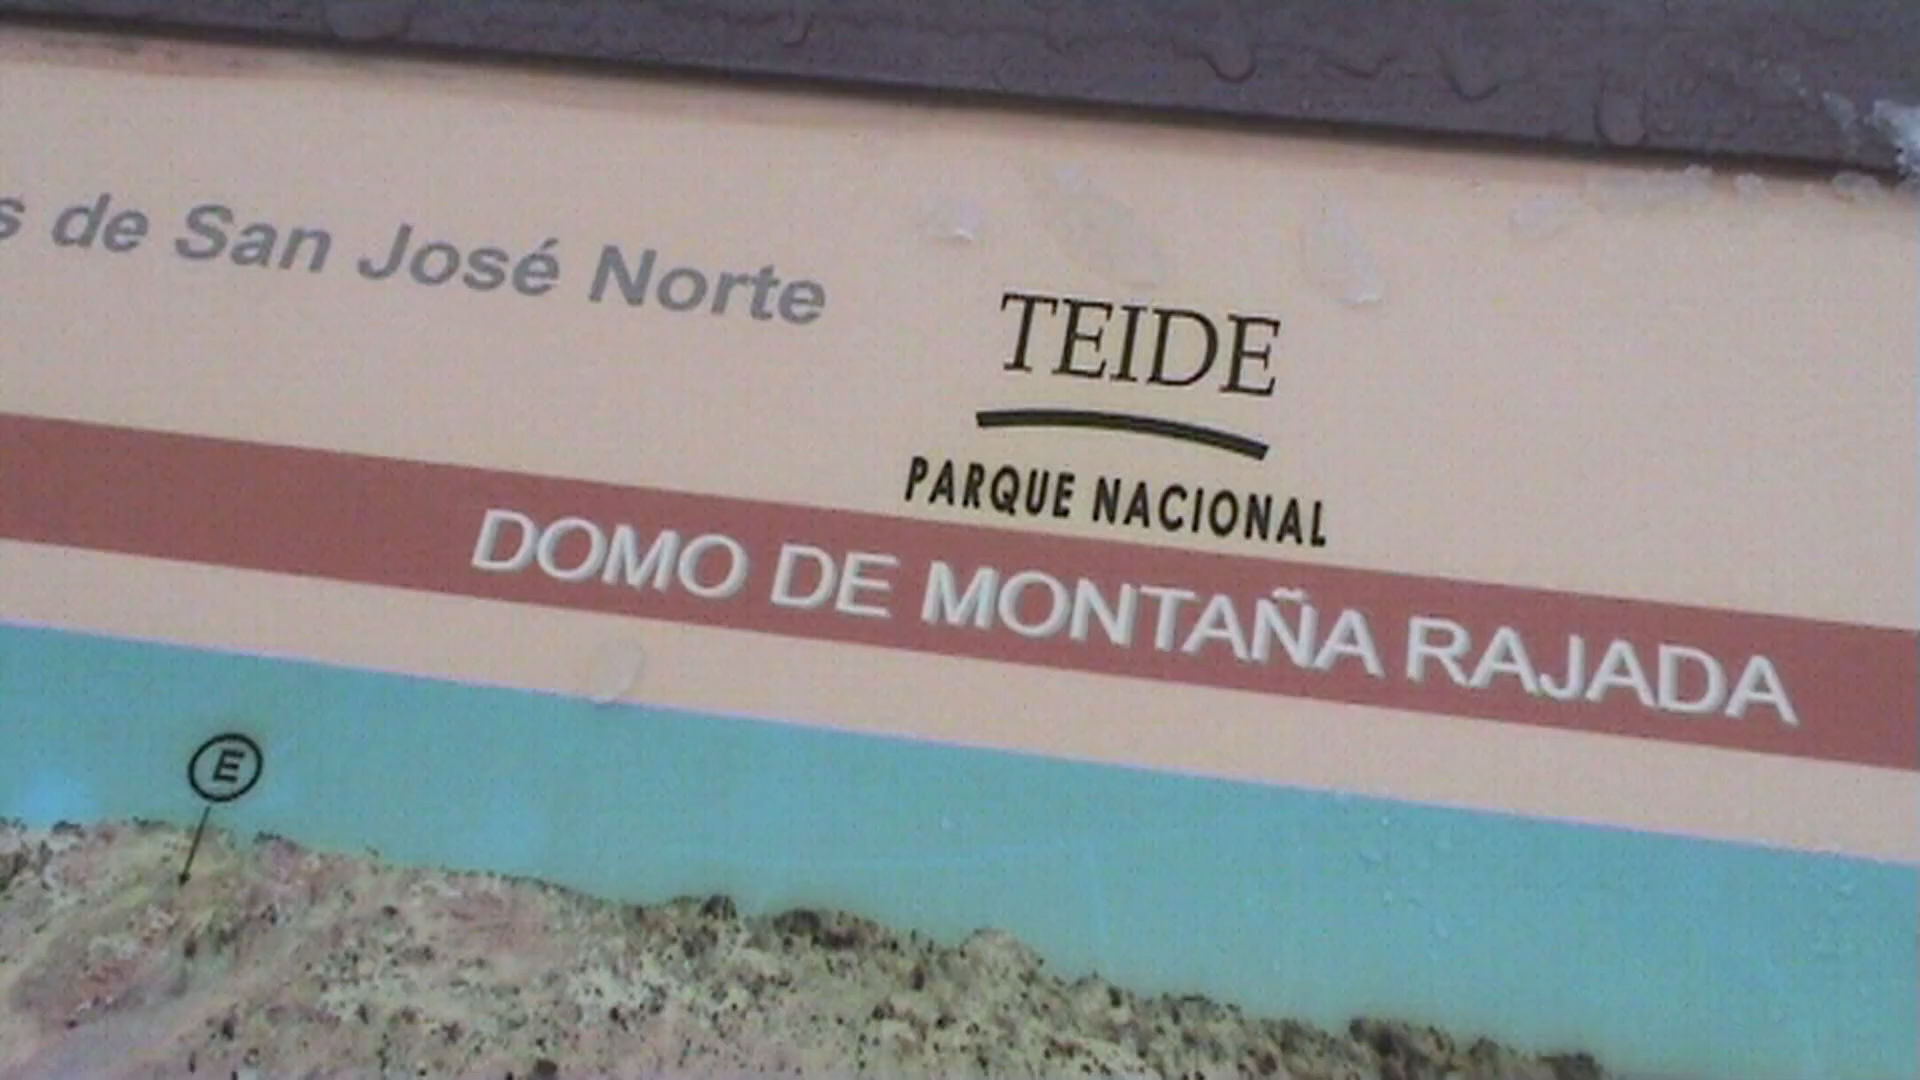 de San José Norte
TEIDE
PARQUE NACIONAL
DOMO DE MONTAÑA RAJADA
E